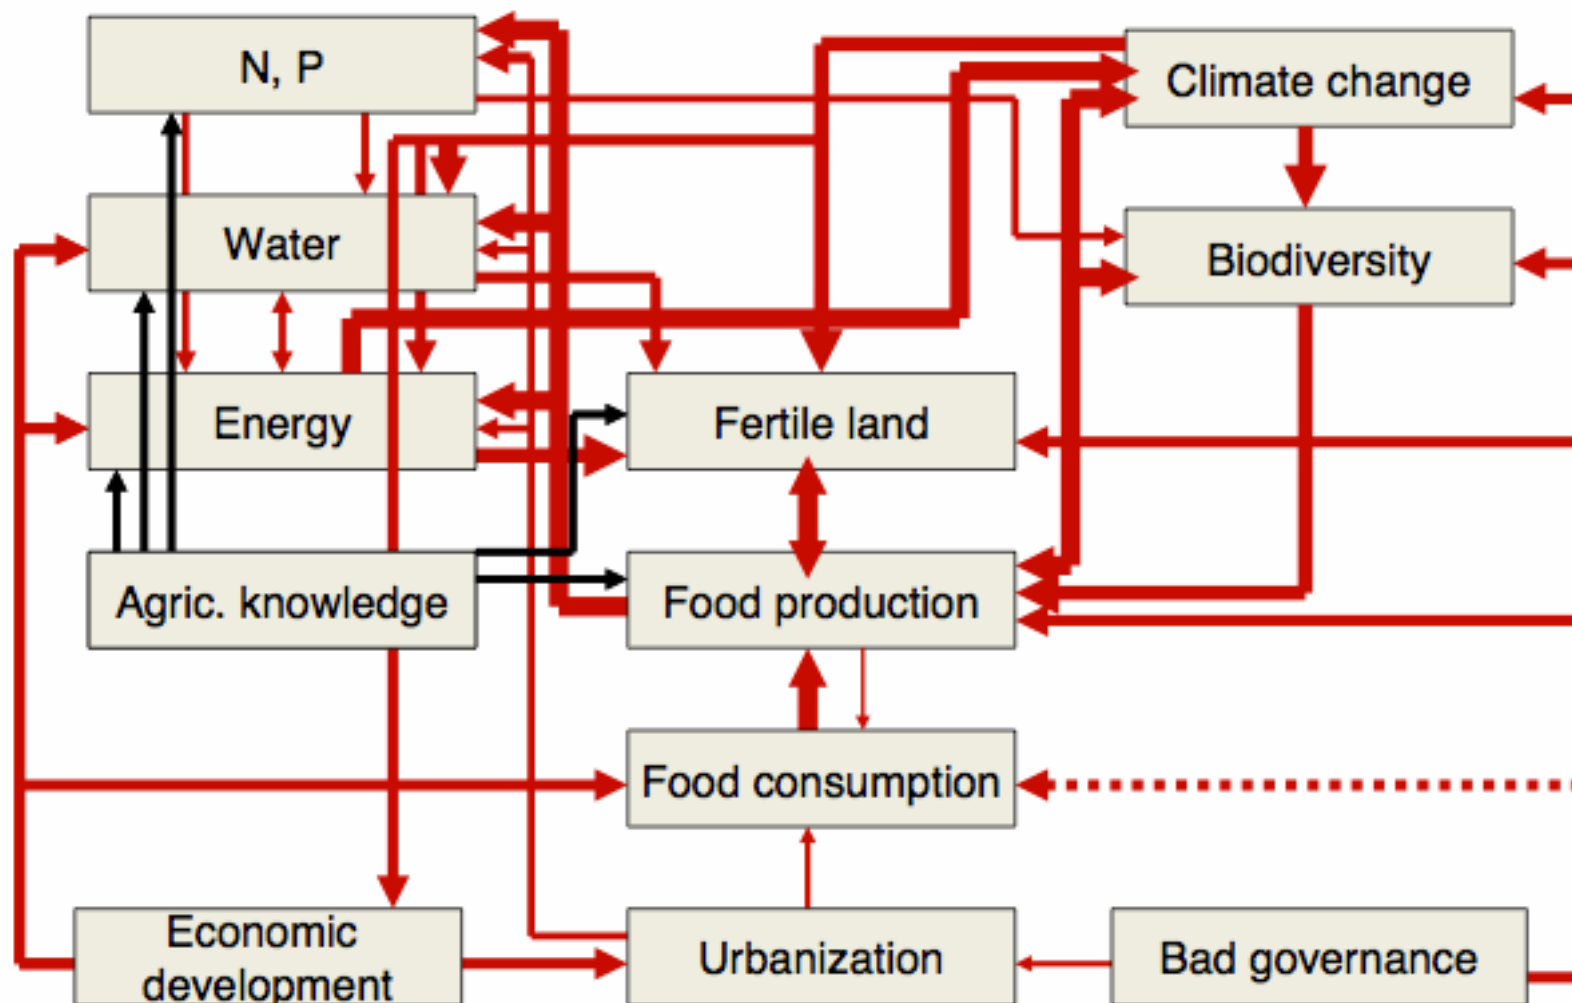 N, P
Climate change
Water
Biodiversity
Energy
Fertile land
Agric. knowledge
Food production
Food consumption
Economic
development
Urbanization
Bad governance